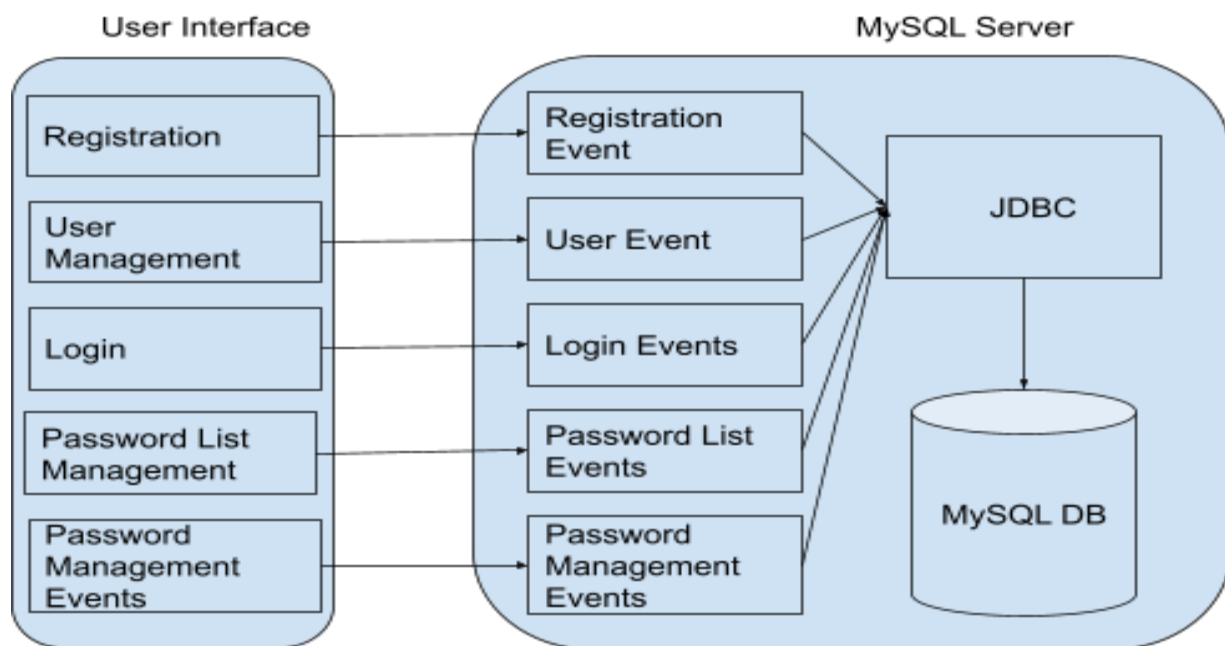 User Interface
MySQL Server
Registration
User
Management
Login
Password List
Management
Password
Management
Events
Registration
Event
User Event
Login Events
Password List
Events
Password
Management
Events
JDBC
MySQL DB